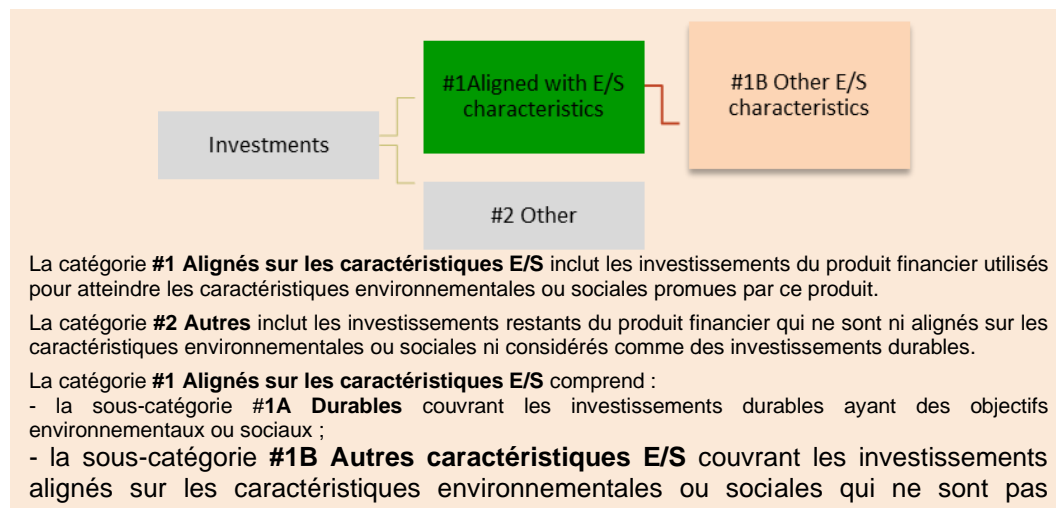 #1Aligned with E/S
characteristics
#1B Other E/S
characteristics
Investments
#2 Other
La catégorie #1 Alignés sur les caractéristiques E/S inclut les investissements du produit financier utilisés
pour atteindre les caractéristiques environnementales ou sociales promues par ce produit.
La catégorie #2 Autres inclut les investissements restants du produit financier qui ne sont ni alignés sur les
caractéristiques environnementales ou sociales ni considérés comme des investissements durables.
La catégorie #1 Alignés sur les caractéristiques E/S comprend :
- la sous-catégorie #1A Durables couvrant les investissements durables ayant des objectifs
environnementaux ou sociaux ;
- la sous-catégorie #1B Autres caractéristiques E/S couvrant les investissements
alignés sur les caractéristiques environnementales ou sociales qui ne sont pas